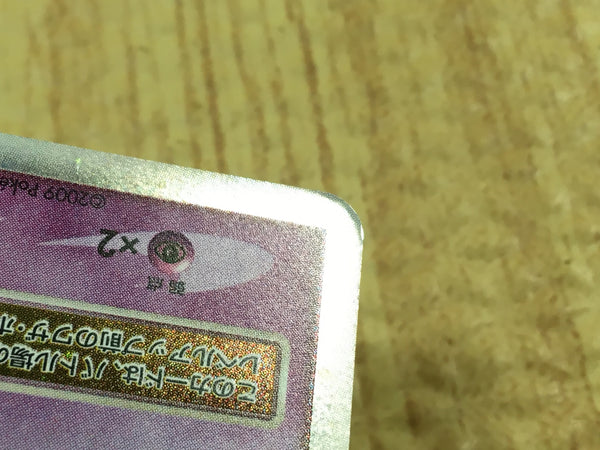 このカードは、バトル場の
レベルアップ前のワザ・ポ
弱点
×2
©2009 Poké